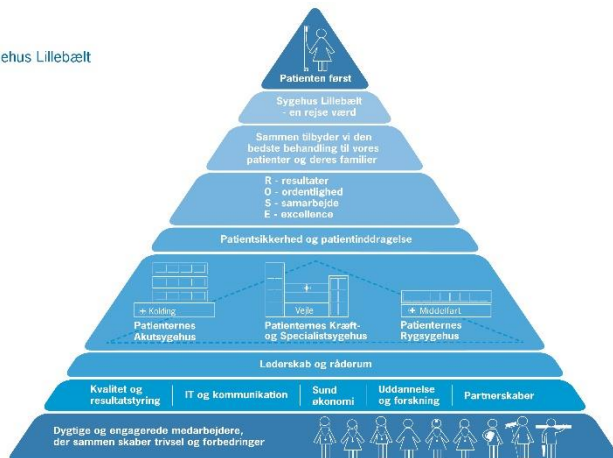 ehus Lillebælt
Patienten først
Sygehus Lillebælt
- en rejse værd
Sammen tilbyder vi den
bedste behandling til vores
patienter og deres familier
R - resultater
O - ordentlighed
S - samarbejde
E - excellence
Patientsikkerhed og patientinddragelse
Kolding
Patienternes
Akutsygehus
Vejle
Patienternes Kræft-
og Specialistsygehus
Middelfart
Patienternes
Rygsygehus
Lederskab og råderum
Kvalitet og
resultatstyring
IT og kommunikation
Sund
økonomi
Uddannelse
og forskning
Partnerskaber
Dygtige og engagerede medarbejdere,
der sammen skaber trivsel og forbedringer